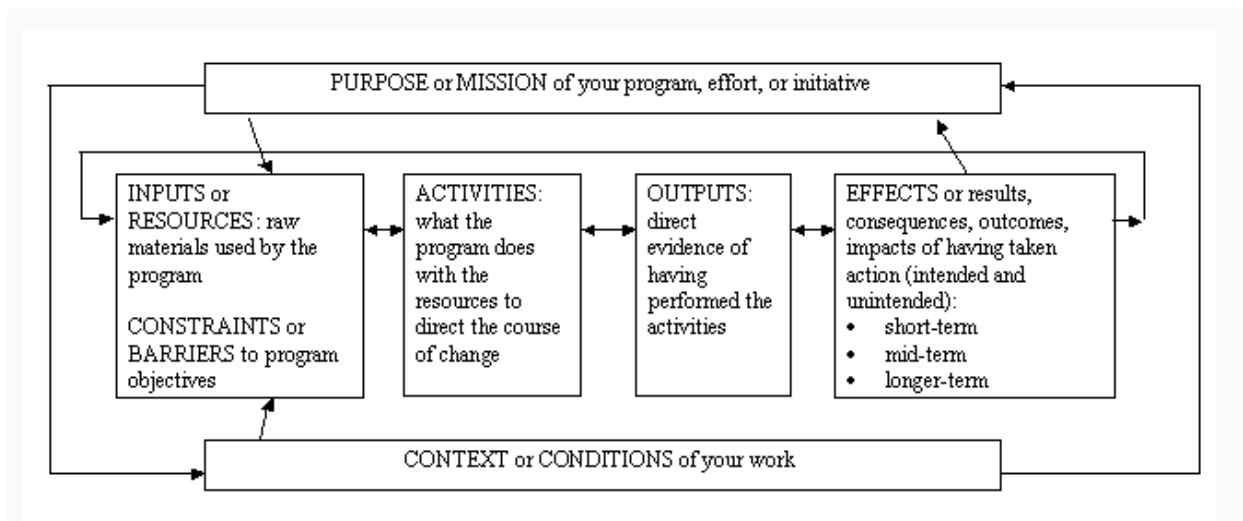 PURPOSE or MISSION of your program, effort, or initiative
INPUTS or
RESOURCES: raw
materials used by the
program
CONSTRAINTS or
BARRIERS to program
objectives
ACTIVITIES:
what the
program does
with the
resources to
direct the course
of change
OUTPUTS:
direct
evidence of
having
performed the
activities
EFFECTS or results,
consequences, outcomes,
impacts of having taken
action (intended and
unintended):
• short-term
• mid-term
• longer-term
CONTEXT or CONDITIONS of your work